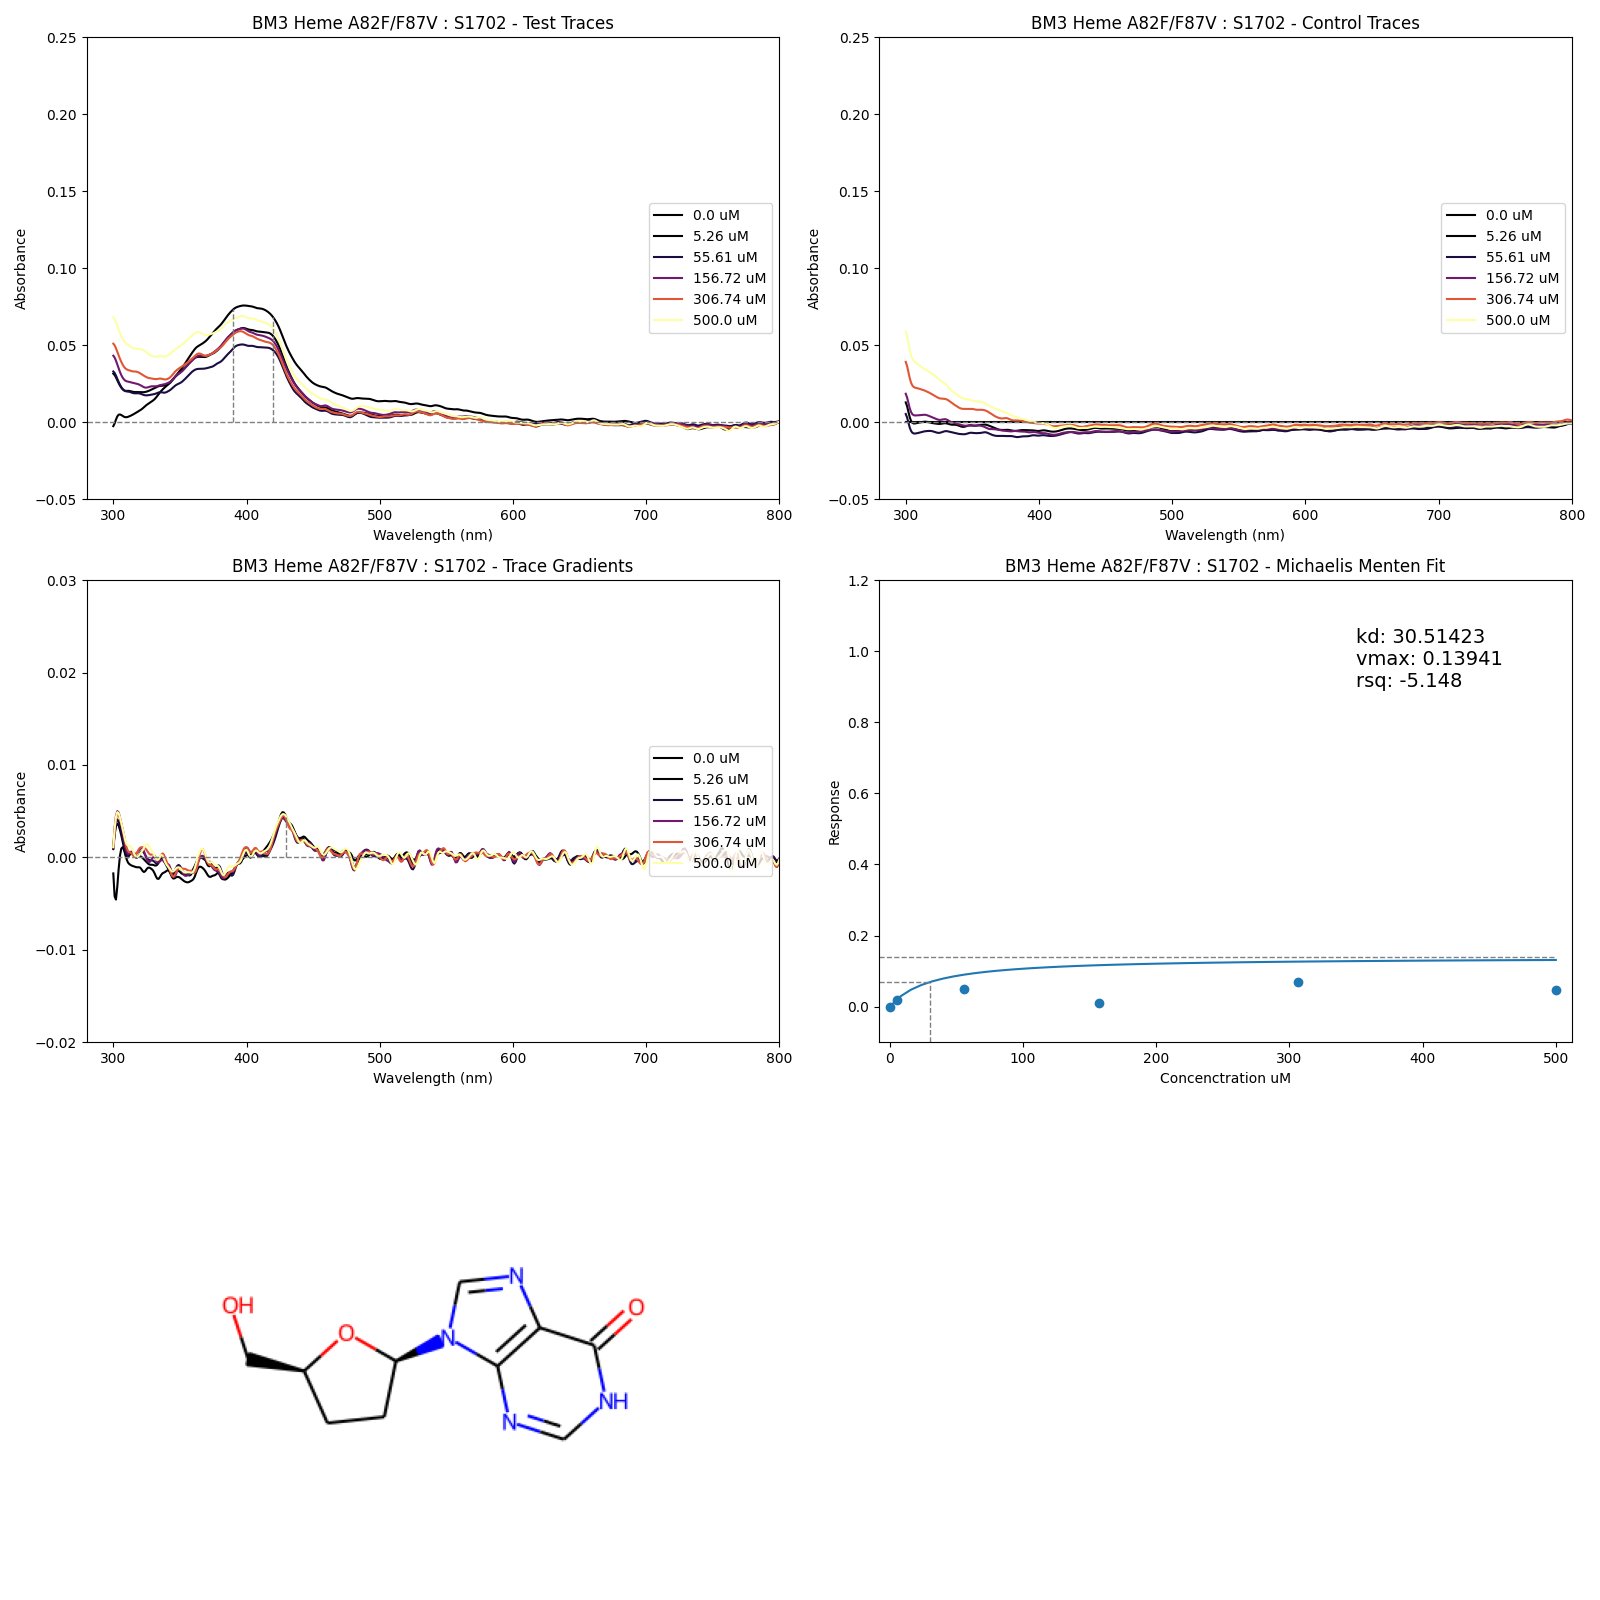 BM3 Heme A82F/F87V : S1702 - Test Traces
0.25
0.20
0.15
0.10
0.05
0.00
−0.05
Absorbance
300 400 500 600 700 800
Wavelength (nm)
0.0 uM
5.26 uM
55.61 uM
156.72 uM
306.74 uM
500.0 uM
BM3 Heme A82F/F87V : S1702 - Control Traces
0.25
0.20
0.15
0.10
0.05
0.00
−0.05
Absorbance
300 400 500 600 700 800
Wavelength (nm)
0.0 uM
5.26 uM
55.61 uM
156.72 uM
306.74 uM
500.0 uM
BM3 Heme A82F/F87V : S1702 - Trace Gradients
0.03
0.02
0.01
0.00
−0.01
−0.02
Absorbance
300 400 500 600 700 800
Wavelength (nm)
0.0 uM
5.26 uM
55.61 uM
156.72 uM
306.74 uM
500.0 uM
BM3 Heme A82F/F87V : S1702 - Michaelis Menten Fit
1.2
1.0
0.8
0.6
0.4
0.2
0.0
Response
kd: 30.51423
vmax: 0.13941
rsq: -5.148
0 100 200 300 400 500
Concenctration uM
OH
O
N
N
O
NH
N